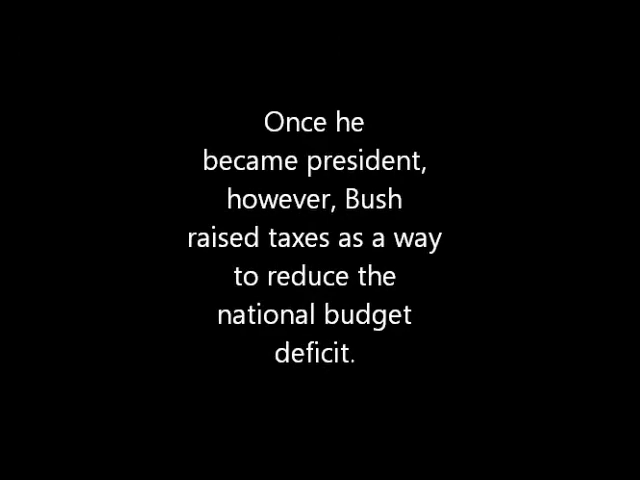 Once he
became president,
however, Bush
raised taxes as a way
to reduce the
national budget
deficit.